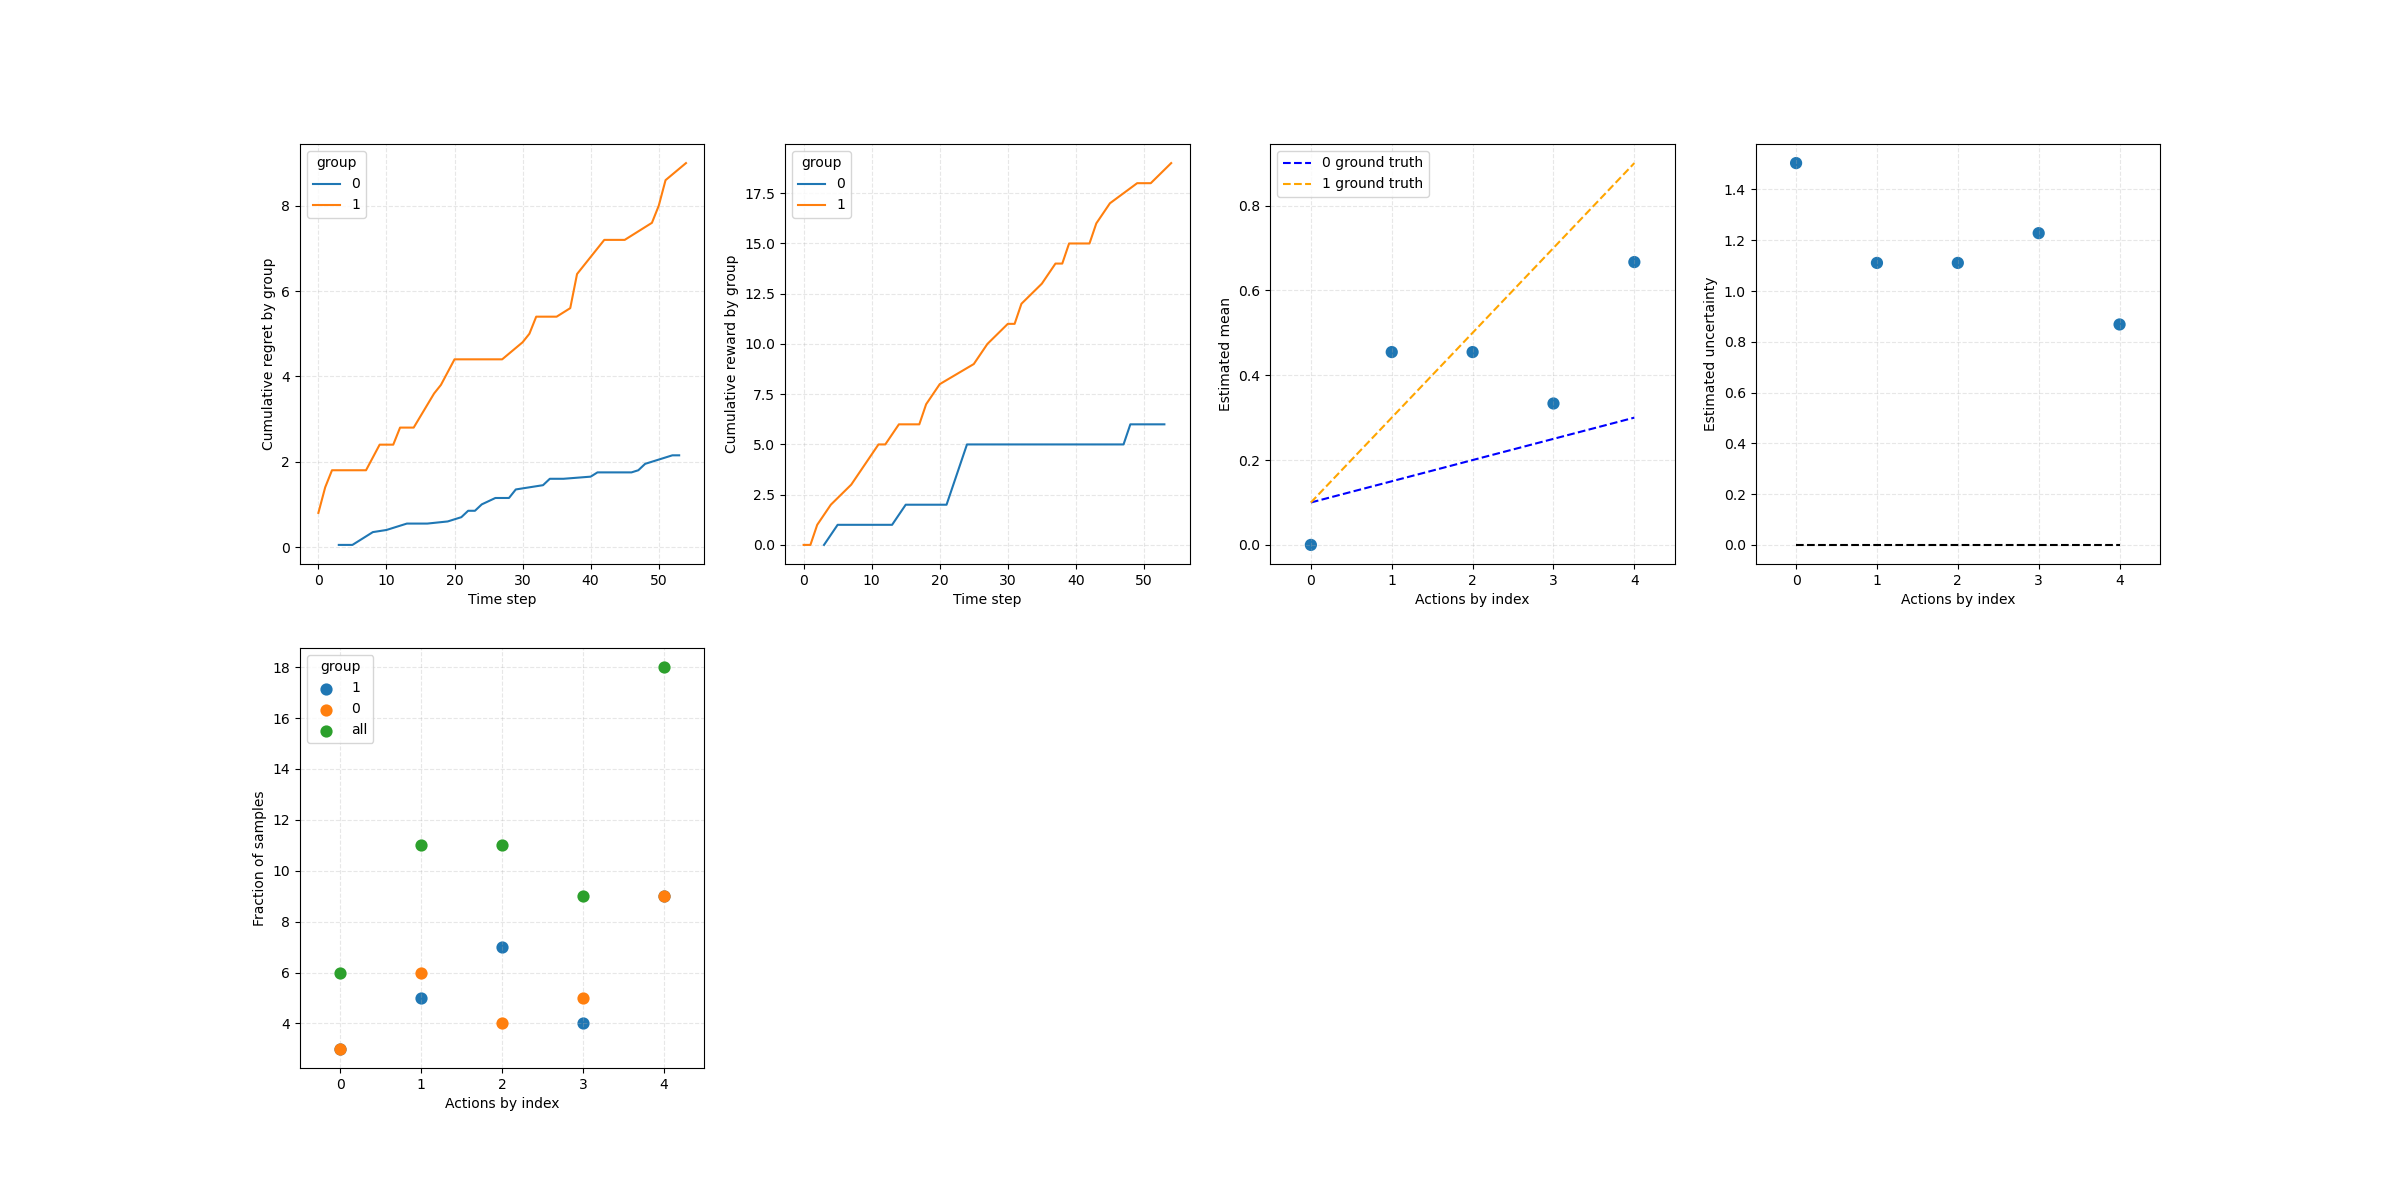 group
0
1
Cumulative regret by group
8
6
4
2
0
0 10 20 30 40 50
Time step
group
0
1
Cumulative reward by group
17.5
15.0
12.5
10.0
7.5
5.0
2.5
0.0
0 10 20 30 40 50
Time step
0 ground truth
1 ground truth
Estimated mean
0.8
0.6
0.4
0.2
0.0
0 1 2 3 4
Actions by index
Estimated uncertainty
1.4
1.2
1.0
0.8
0.6
0.4
0.2
0.0
0 1 2 3 4
Actions by index
group
1
0
all
Fraction of samples
18
16
14
12
10
8
6
4
0 1 2 3 4
Actions by index